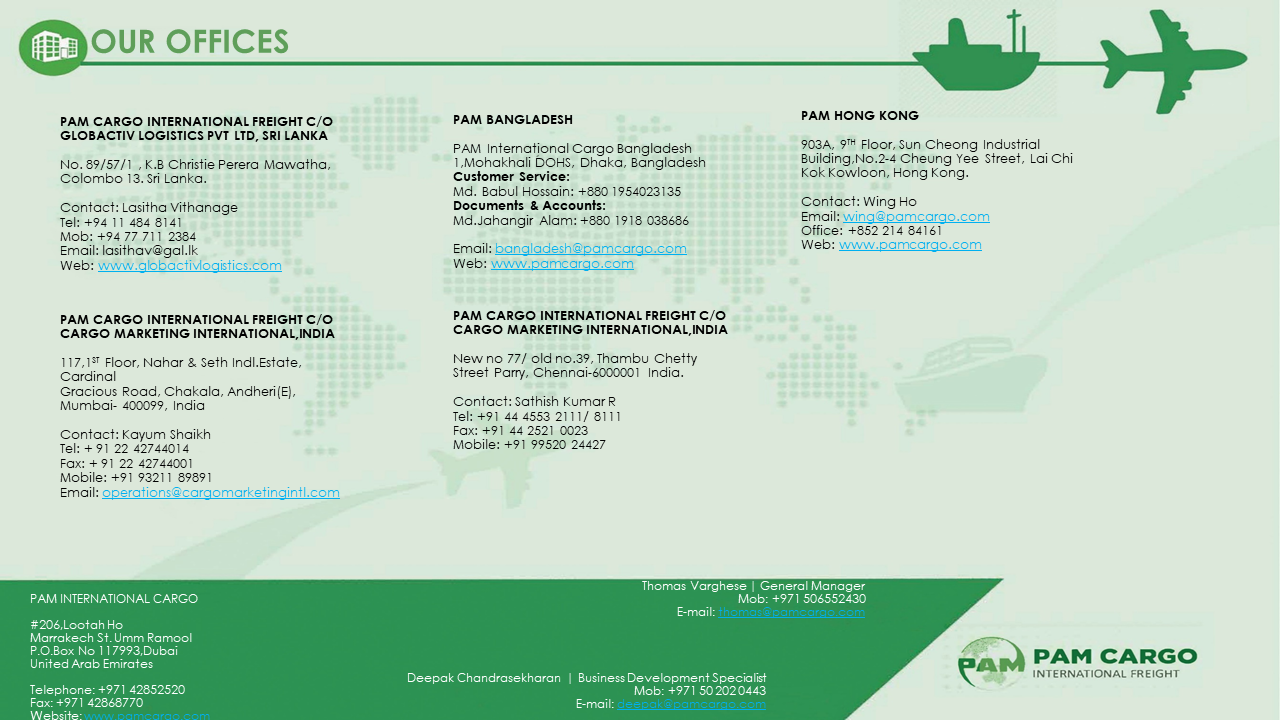 OUR OFFICES
PAM CARGO INTERNATIONAL FREIGHT C/O
GLOBACTIV LOGISTICS PVT LTD, SRI LANKA
No. 89/57/1 , K.B Christie Perera Mawatha,
Colombo 13. Sri Lanka.
Contact: Lasitha Vithanage
Tel: +94 11 484 8141
Mob: +94 77 711 2384
Email: lasithav@gal.lk
Web: www.globactivlogistics.com
PAM BANGLADESH
PAM International Cargo Bangladesh
1,Mohakhali DOHS, Dhaka, Bangladesh
Customer Service:
Md. Babul Hossain: +880 1954023135
Documents & Accounts:
Md.Jahangir Alam: +880 1918 038686
Email: bangladesh@pamcargo.com
Web: www.pamcargo.com
PAM HONG KONG
903A, 9TH Floor, Sun Cheong Industrial
Building,No.2-4 Cheung Yee Street, Lai Chi
Kok Kowloon, Hong Kong.
Contact: Wing Ho
Email: wing@pamcargo.com
Office: +852 214 84161
Web: www.pamcargo.com
PAM CARGO INTERNATIONAL FREIGHT C/O
CARGO MARKETING INTERNATIONAL,INDIA
117,1ST Floor, Nahar & Seth Indl.Estate,
Cardinal
Gracious Road, Chakala, Andheri(E),
Mumbai- 400099, India
Contact: Kayum Shaikh
Tel: + 91 22 42744014
Fax: + 91 22 42744001
Mobile: +91 93211 89891
Email: operations@cargomarketingintl.com
PAM CARGO INTERNATIONAL FREIGHT C/O
CARGO MARKETING INTERNATIONAL,INDIA
New no 77/ old no.39, Thambu Chetty
Street Parry, Chennai-6000001 India.
Contact: Sathish Kumar R
Tel: +91 44 4553 2111/ 8111
Fax: +91 44 2521 0023
Mobile: +91 99520 24427
PAM INTERNATIONAL CARGO
#206,Lootah Ho
Marrakech St. Umm Ramool
P.O.Box No 117993,Dubai
United Arab Emirates
Telephone: +971 42852520
Fax: +971 42868770
Website: www.pamcargo.com
Thomas Varghese | General Manager
Mob: +971 506552430
E-mail: thomas@pamcargo.com
Deepak Chandrasekharan | Business Development Specialist
Mob: +971 50 202 0443
E-mail: deepak@pamcargo.com
PAM
PAM CARGO
INTERNATIONAL FREIGHT